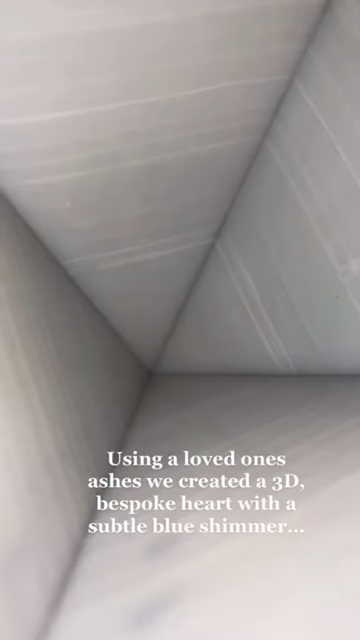 Using a loved ones
ashes we created a 3D,
bespoke heart with a
subtle blue shimmer...